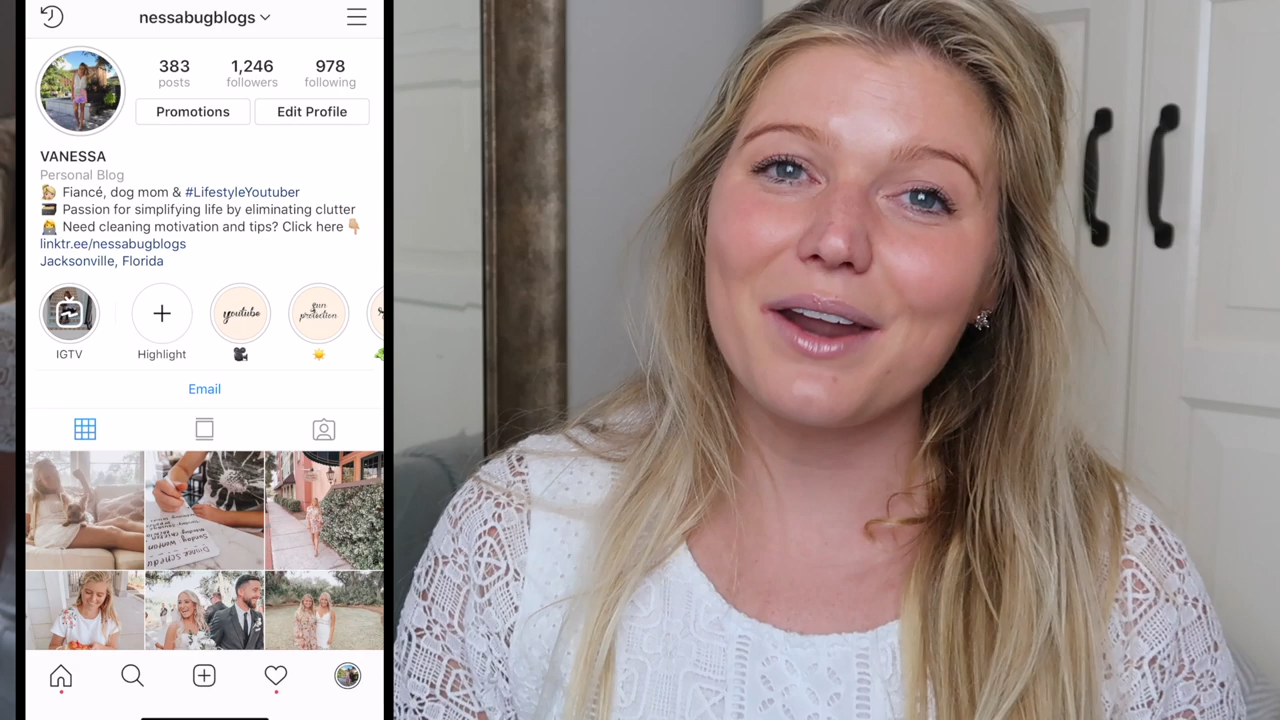 nessabugblogs
383 1,246 978
posts followers following
Promotions Edit Profile
VANESSA
Personal Blog
Fiancé, dog mom & #LifestyleYoutuber
Passion for simplifying life by eliminating clutter
Need cleaning motivation and tips? Click here
linktr.ee/nessabugblogs
Jacksonville, Florida
youtube
sun
protection
IGTV Highlight
Email